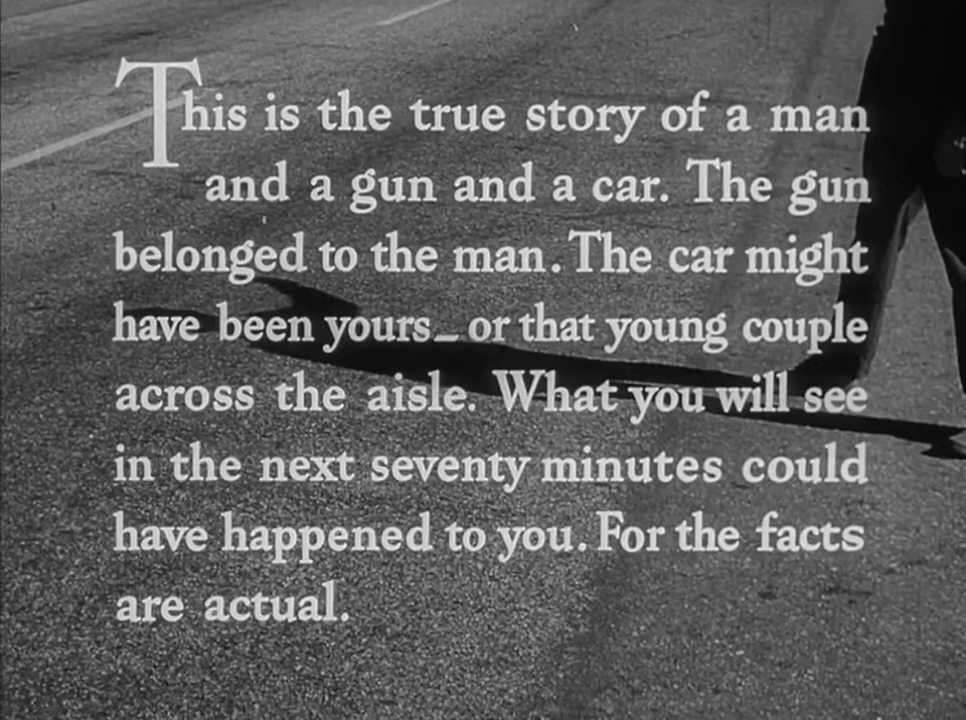 This is the true story of a man
and a gun and a car. The gun
belonged to the man. The car might
have been yours_or that young couple
across the aisle. What you will see
in the next seventy minutes could
have happened to you. For the facts
are actual.